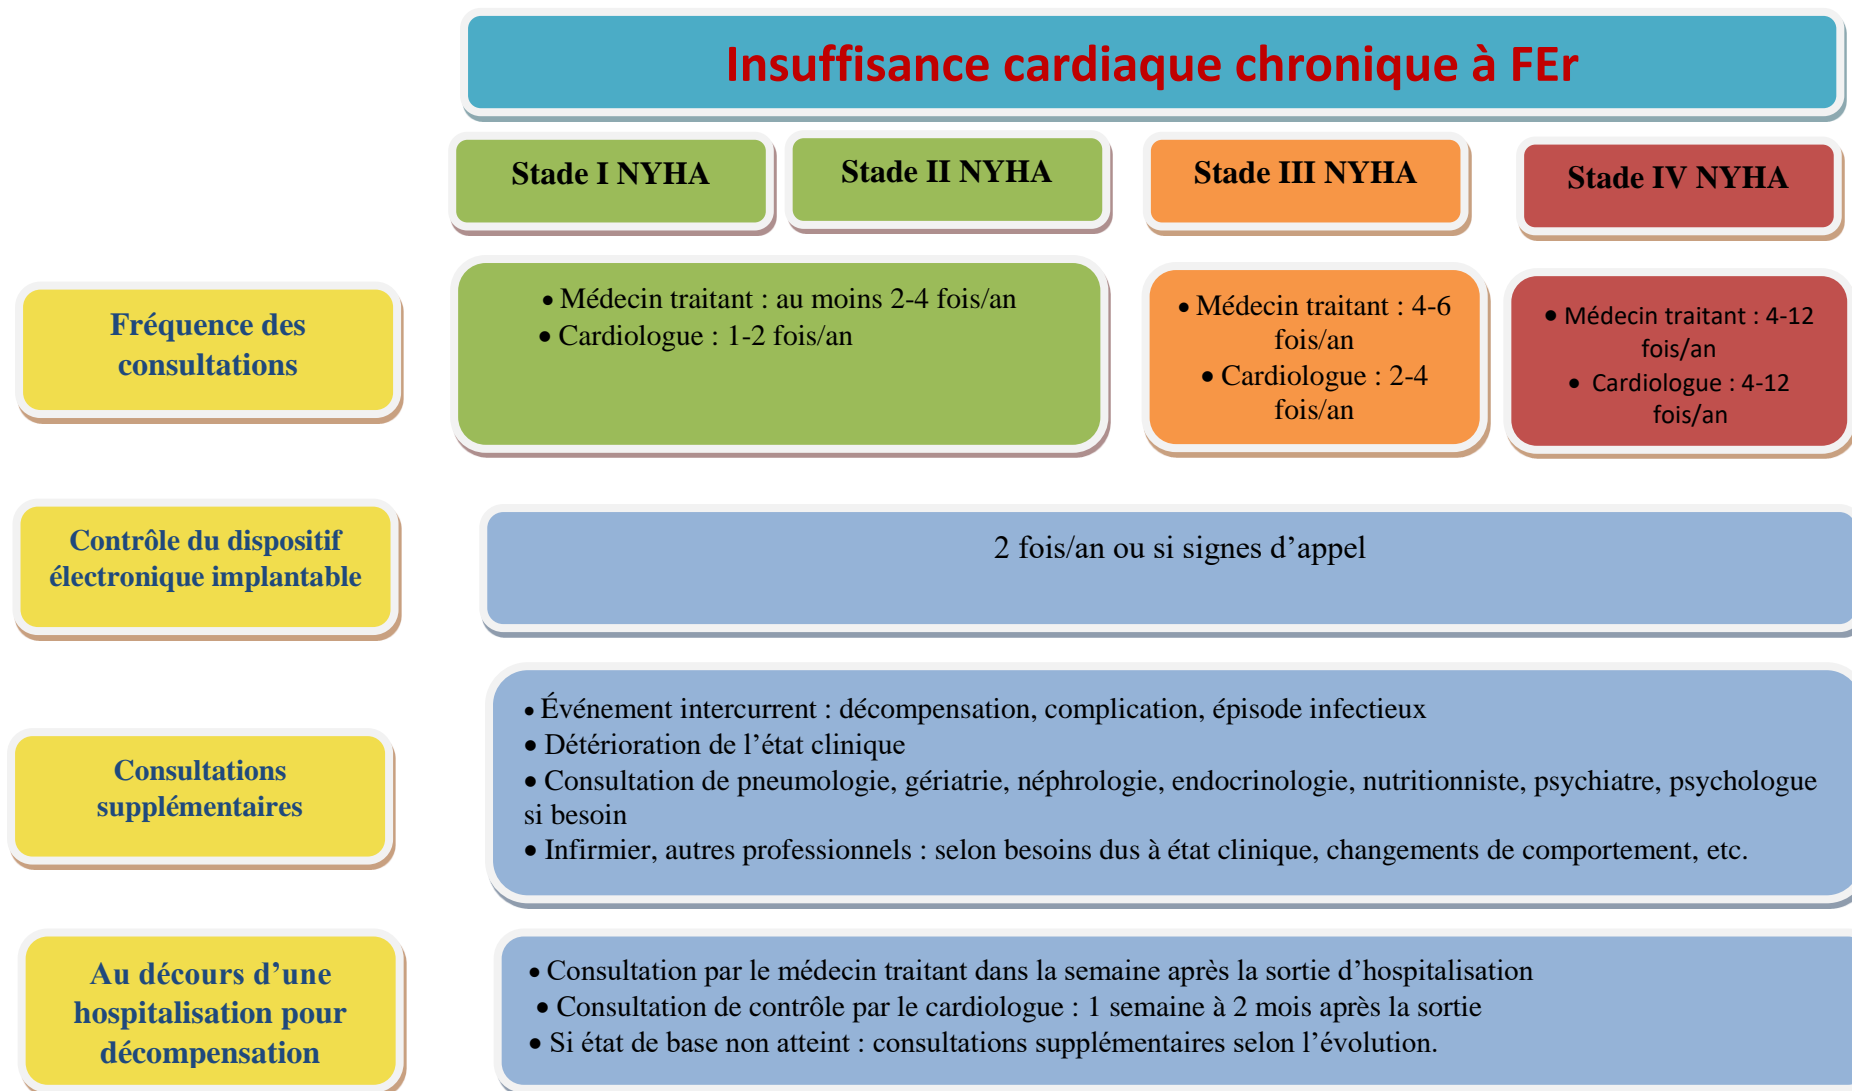 Insuffisance cardiaque chronique à FEr
Stade I NYHA
Stade II NYHA
Stade III NYHA
Stade IV NYHA
Fréquence des
consultations
• Médecin traitant : au moins 2-4 fois/an
• Cardiologue : 1-2 fois/an
• Médecin traitant : 4-6
fois/an
• Cardiologue : 2-4
fois/an
• Médecin traitant : 4-12
fois/an
• Cardiologue : 4-12
fois/an
Contrôle du dispositif
électronique implantable
2 fois/an ou si signes d’appel
Consultations
supplémentaires
• Événement intercurrent : décompensation, complication, épisode infectieux
• Détérioration de l’état clinique
• Consultation de pneumologie, gériatrie, néphrologie, endocrinologie, nutritionniste, psychiatre, psychologue
si besoin
• Infirmier, autres professionnels : selon besoins dus à état clinique, changements de comportement, etc.
Au décours d’une
hospitalisation pour
décompensation
• Consultation par le médecin traitant dans la semaine après la sortie d’hospitalisation
• Consultation de contrôle par le cardiologue : 1 semaine à 2 mois après la sortie
• Si état de base non atteint : consultations supplémentaires selon l’évolution.